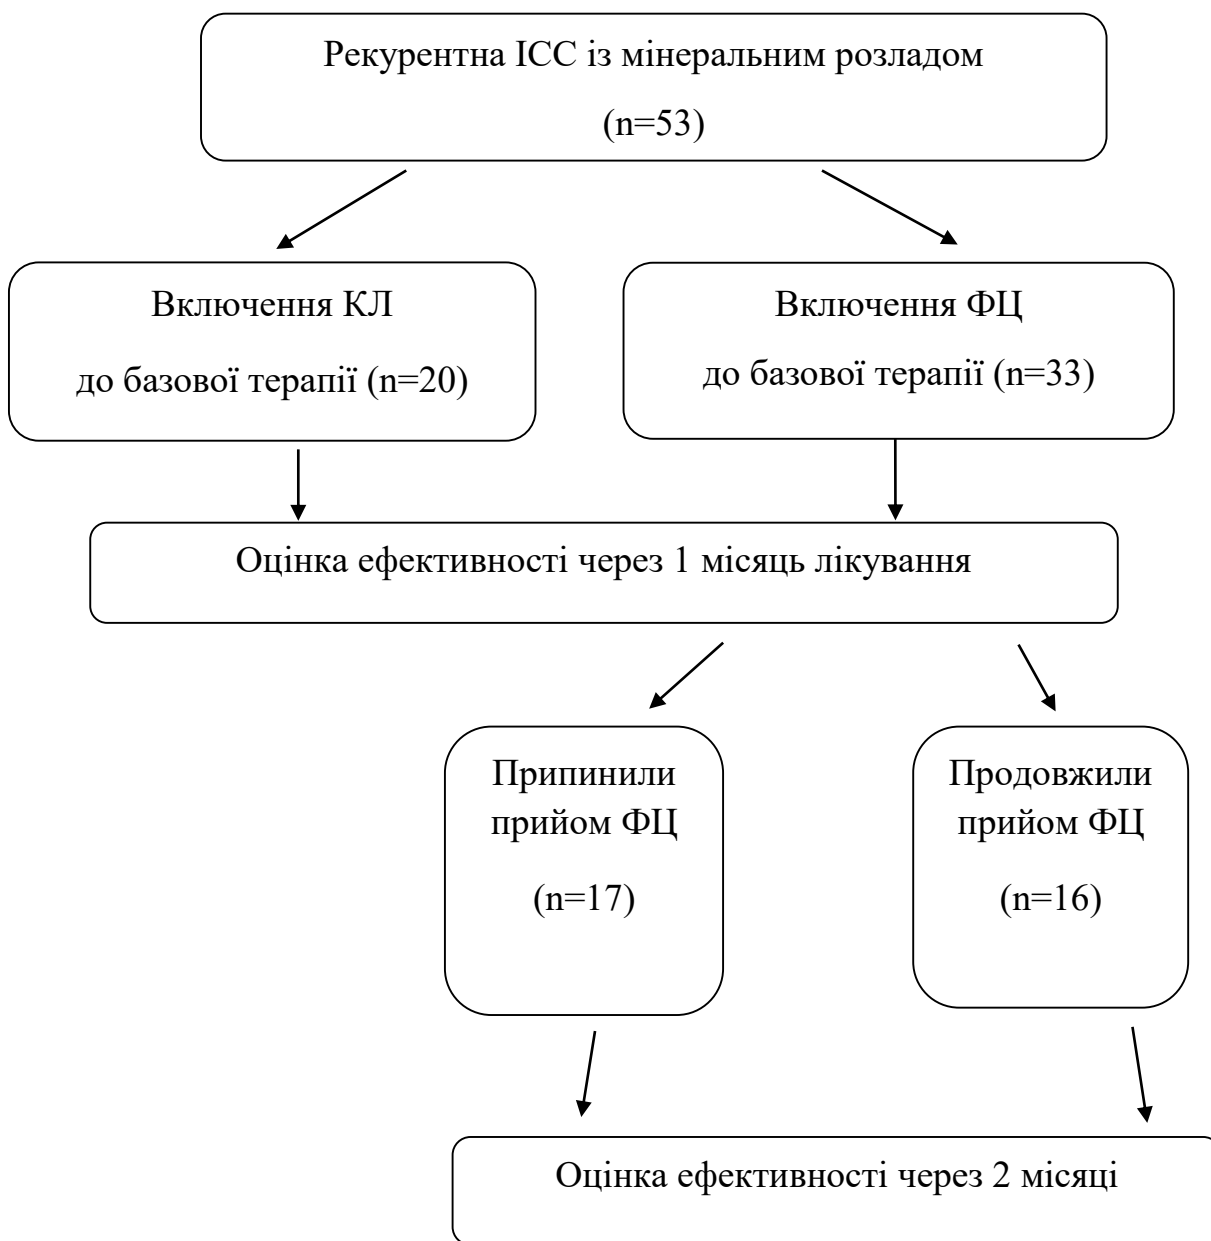 Рекурентна ІСС із мінеральним розладом
(n=53)
Включення КЛ
до базової терапії (n=20)
Включення ФЦ
до базової терапії (n=33)
Оцінка ефективності через 1 місяць лікування
Припинили
прийом ФЦ
(n=17)
Продовжили
прийом ФЦ
(n=16)
Оцінка ефективності через 2 місяці